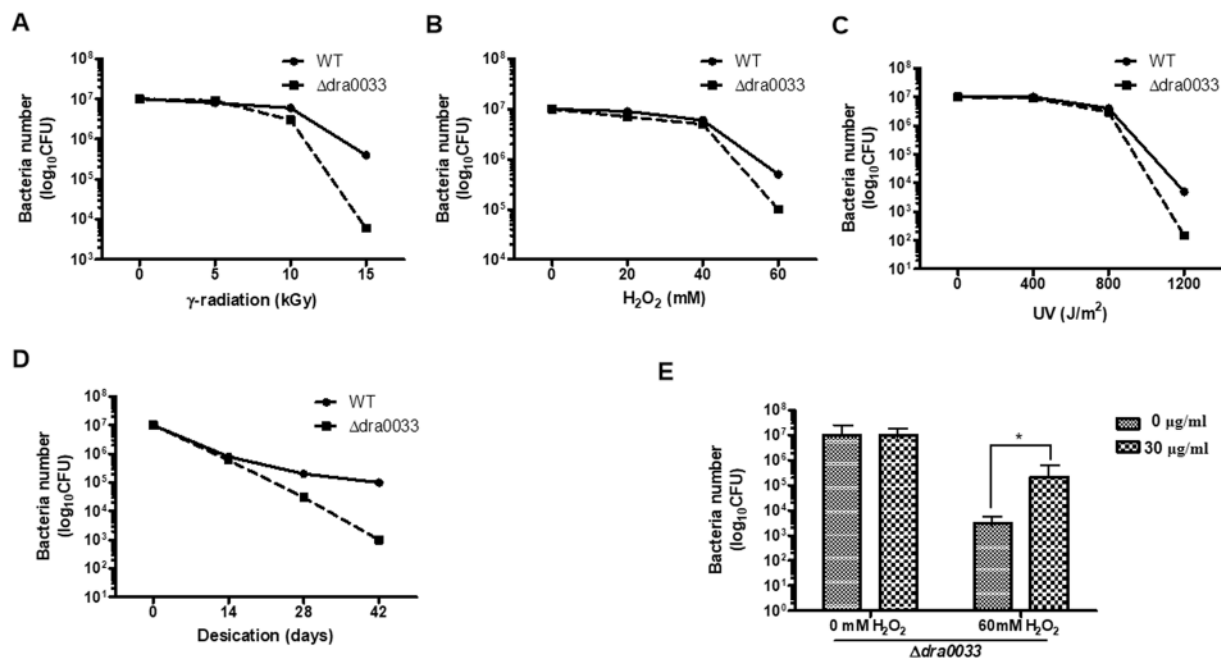 A
Bacteria number
(log₁₀CFU)
10⁸
10⁷
10⁶
10⁵
10⁴
10³
0 5 10 15
γ-radiation (kGy)
WT
Δdra0033
B
Bacteria number
(log₁₀CFU)
10⁸
10⁷
10⁶
10⁵
10⁴
0 20 40 60
H₂O₂ (mM)
WT
Δdra0033
C
Bacteria number
(log₁₀CFU)
10⁸
10⁷
10⁶
10⁵
10⁴
10³
10²
10¹
0 400 800 1200
UV (J/m²)
WT
Δdra0033
D
Bacteria number
(log₁₀CFU)
10⁸
10⁷
10⁶
10⁵
10⁴
10³
10²
10¹
0 14 28 42
Desication (days)
WT
Δdra0033
E
Bacteria number
(log₁₀CFU)
10⁸
10⁷
10⁶
10⁵
10⁴
10³
10²
10¹
10⁰
*
0 mM H₂O₂ 60mM H₂O₂
Δdra0033
0 µg/ml
30 µg/ml